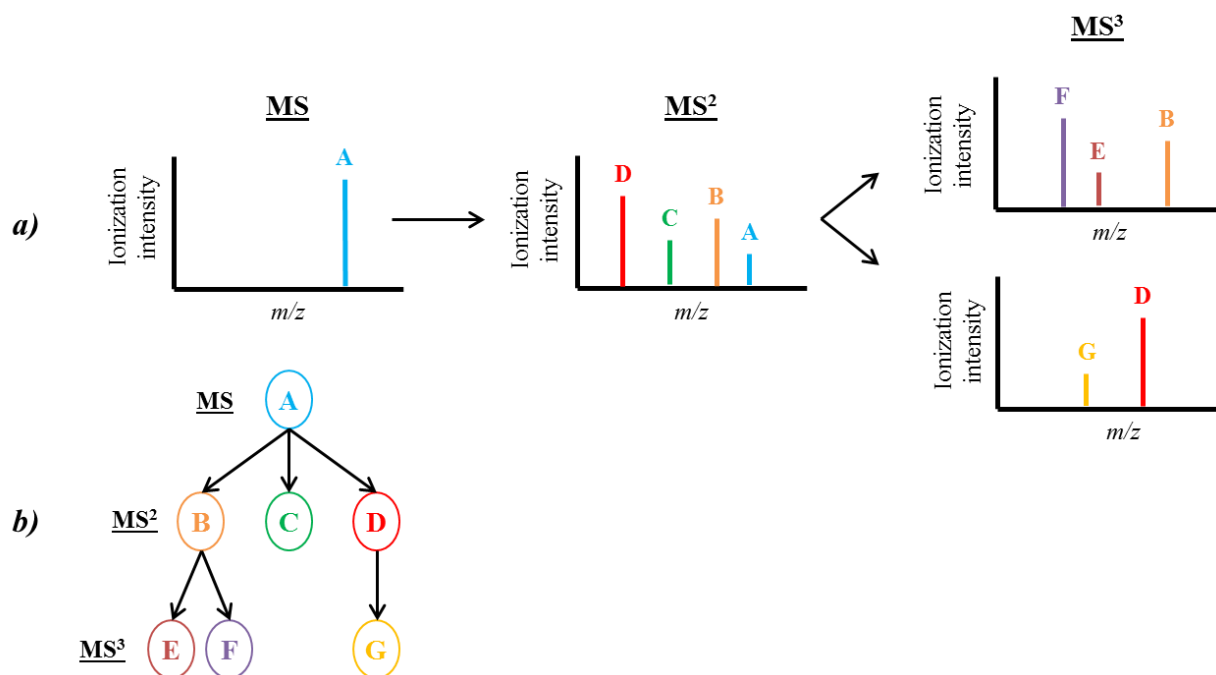 MS
Ionization
intensity
A
m/z
a)
MS²
Ionization
intensity
D
C
B
A
m/z
MS³
Ionization
intensity
F
E
B
m/z
Ionization
intensity
G
D
m/z
b)
MS
A
MS²
B
C
D
MS³
E
F
G